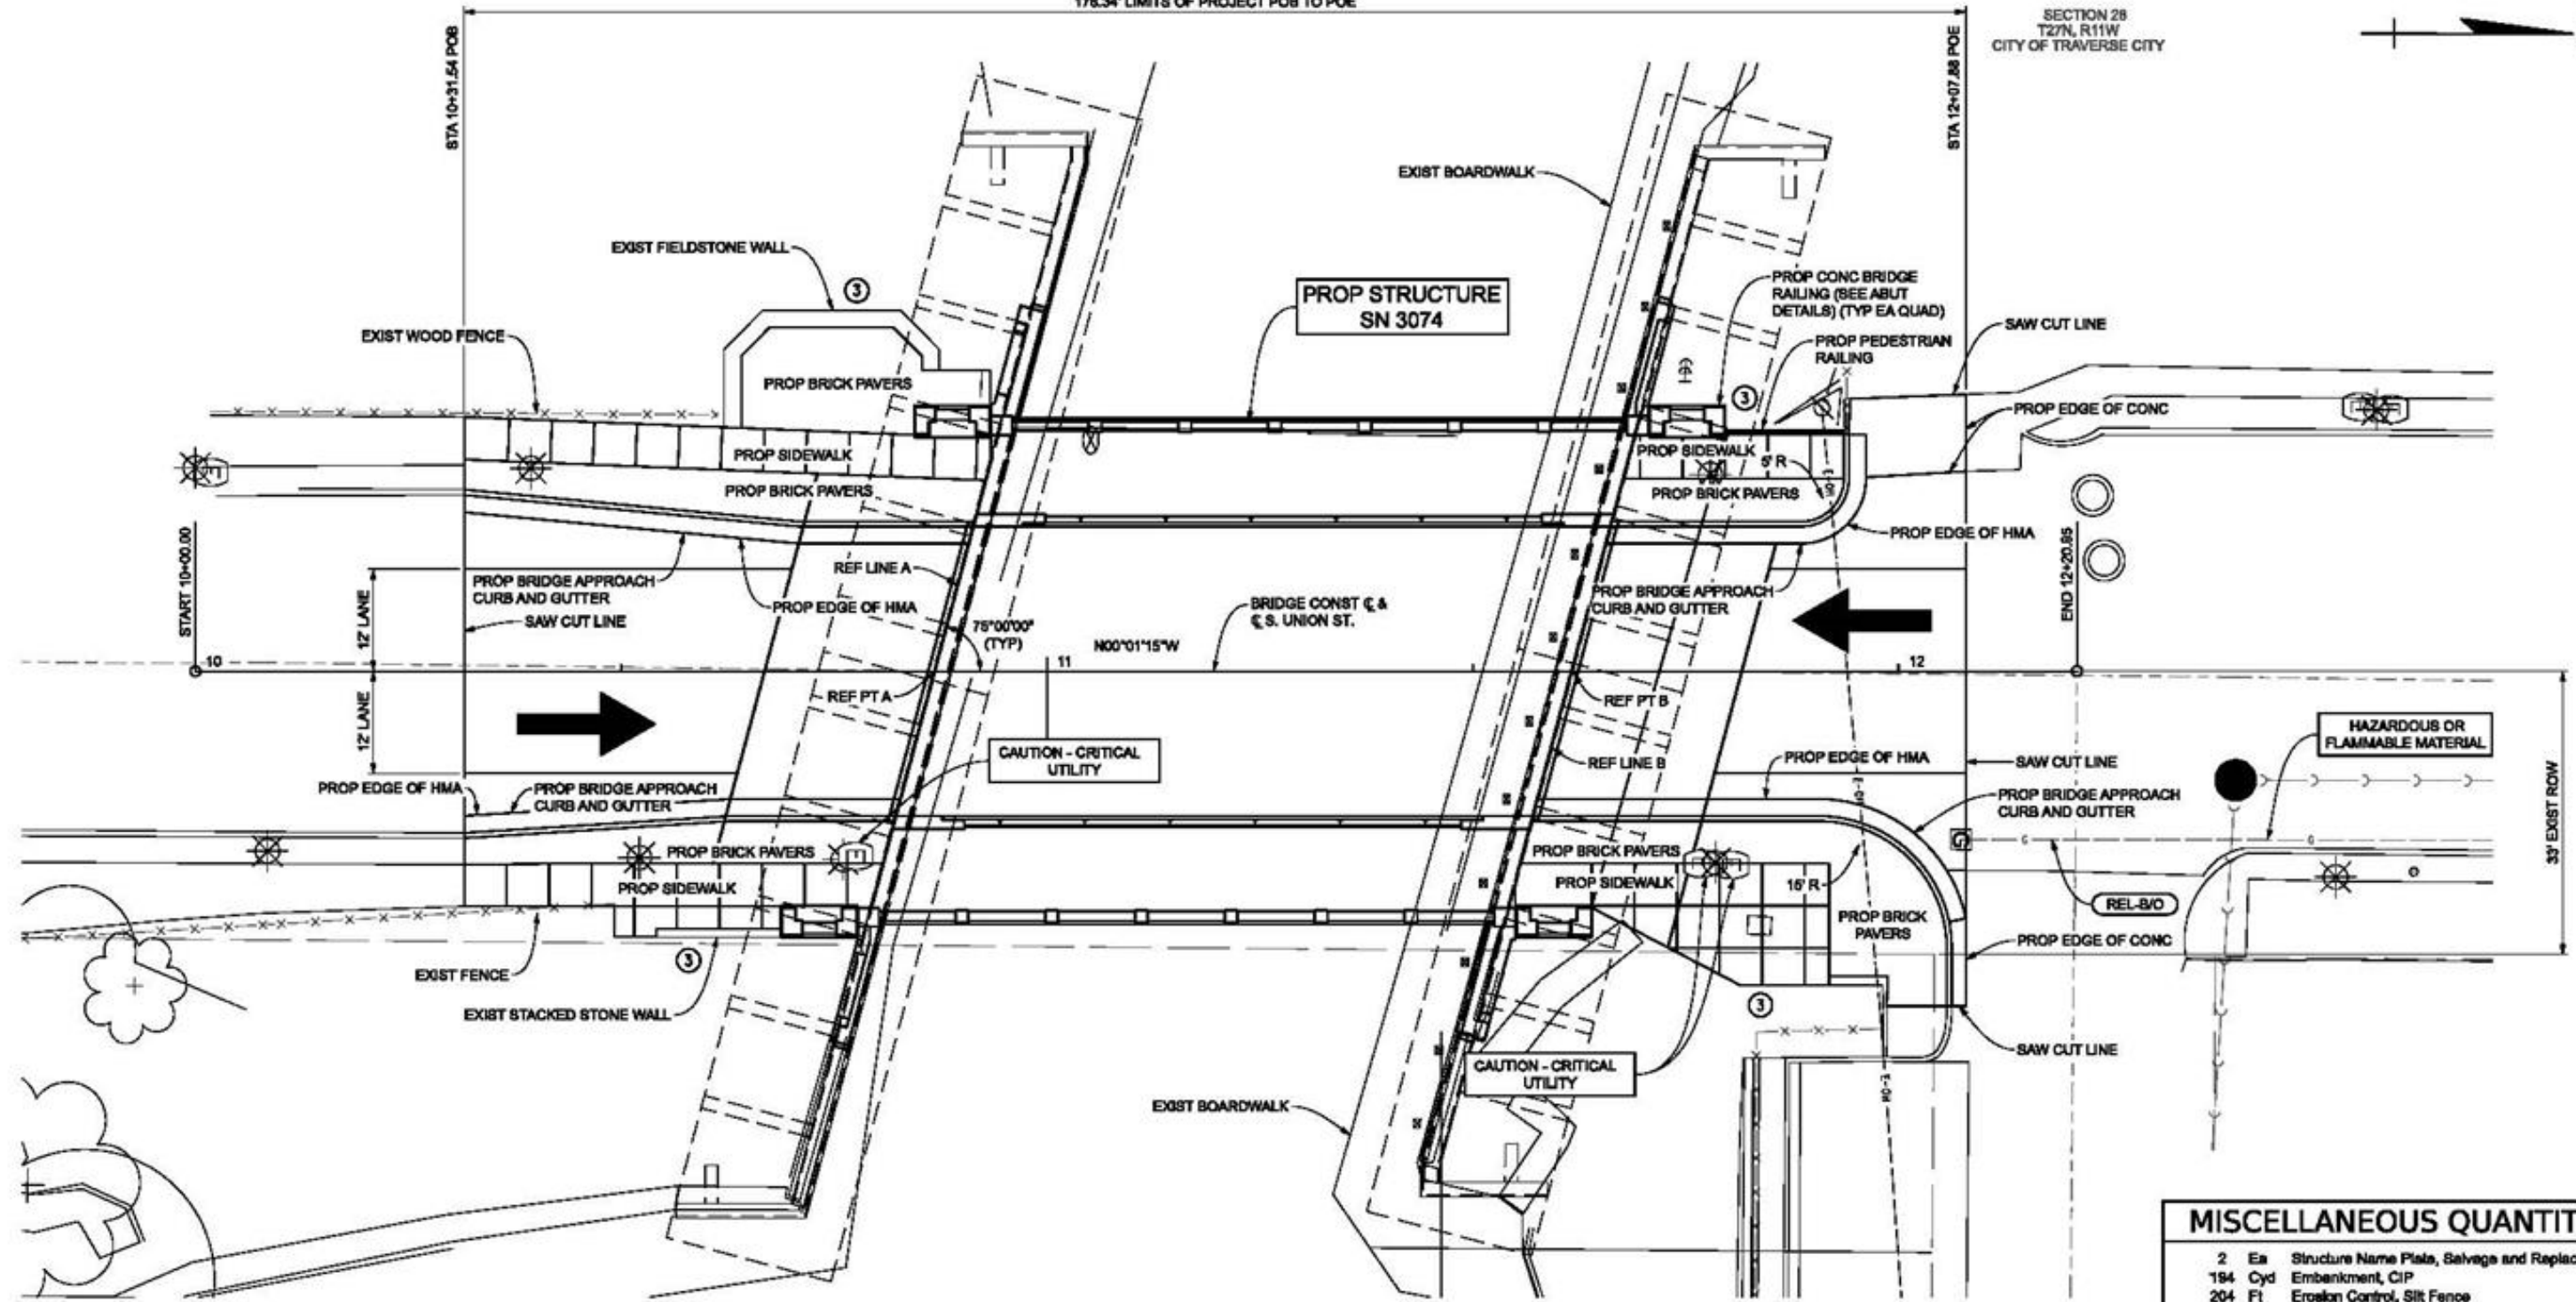 176.34' LIMITS OF PROJECT POB TO POE
SECTION 28
T27N, R11W
CITY OF TRAVERSE CITY
STA 10+31.54 POB
STA 12+07.88 POE
EXIST BOARDWALK
EXIST FIELDSTONE WALL
3
PROP STRUCTURE
SN 3074
PROP CONC BRIDGE
RAILING (SEE ABUT
DETAILS) (TYP EA QUAD)
EXIST WOOD FENCE
SAW CUT LINE
PROP PEDESTRIAN
RAILING
PROP BRICK PAVERS
3
PROP EDGE OF CONC
PROP SIDEWALK
PROP SIDEWALK
5' R
PROP BRICK PAVERS
PROP BRICK PAVERS
PROP EDGE OF HMA
START 10+00.00
END 12+20.85
REF LINE A
PROP BRIDGE APPROACH
CURB AND GUTTER
PROP BRIDGE APPROACH
CURB AND GUTTER
12' LANE
PROP EDGE OF HMA
SAW CUT LINE
BRIDGE CONST ℄ &
℄ S. UNION ST.
75°00'00"
(TYP)
N00°01'15"W
10
11
12
REF PT A
REF PT B
12' LANE
HAZARDOUS OR
FLAMMABLE MATERIAL
CAUTION - CRITICAL
UTILITY
REF LINE B
PROP EDGE OF HMA
SAW CUT LINE
PROP EDGE OF HMA
PROP BRIDGE APPROACH
CURB AND GUTTER
PROP BRIDGE APPROACH
CURB AND GUTTER
33' EXIST ROW
G
G
G
PROP BRICK PAVERS
E
PROP BRICK PAVERS
PROP SIDEWALK
PROP SIDEWALK
15' R
REL-B/O
PROP BRICK
PAVERS
PROP EDGE OF CONC
3
EXIST FENCE
3
EXIST STACKED STONE WALL
SAW CUT LINE
CAUTION - CRITICAL
UTILITY
EXIST BOARDWALK
MISCELLANEOUS QUANTIT
2 Ea Structure Name Plate, Salvage and Replac
194 Cyd Embankment, CIP
204 Ft Erosion Control, Silt Fence